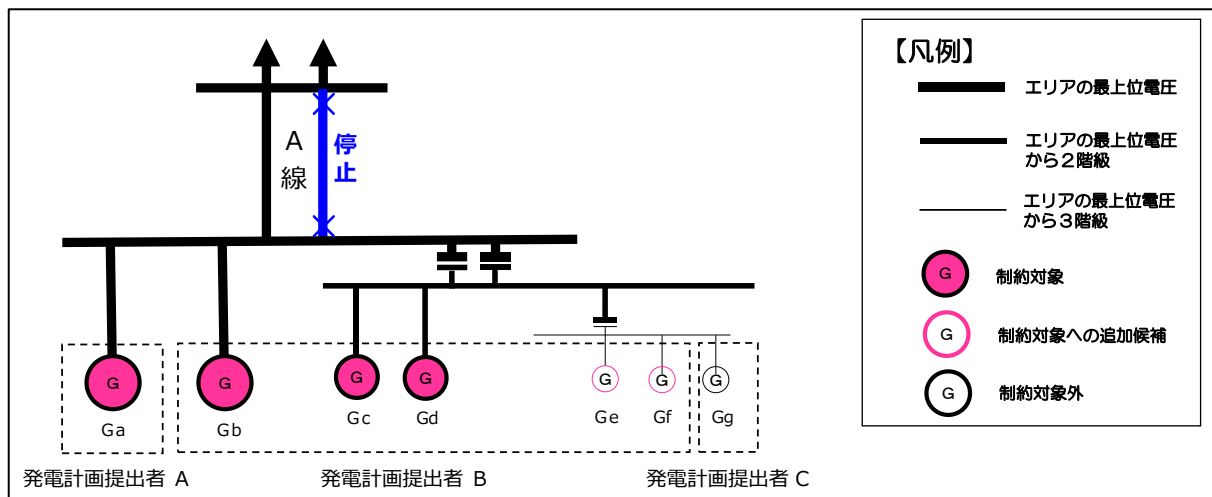 A
線
停
止
G
G
G
G
G
G
G
Ga
Gb
Gc
Gd
Ge
Gf
Gg
発電計画提出者 A
発電計画提出者 B
発電計画提出者 C
【凡例】
エリアの最上位電圧
エリアの最上位電圧
から２階級
エリアの最上位電圧
から３階級
G
制約対象
G
制約対象への追加候補
G
制約対象外